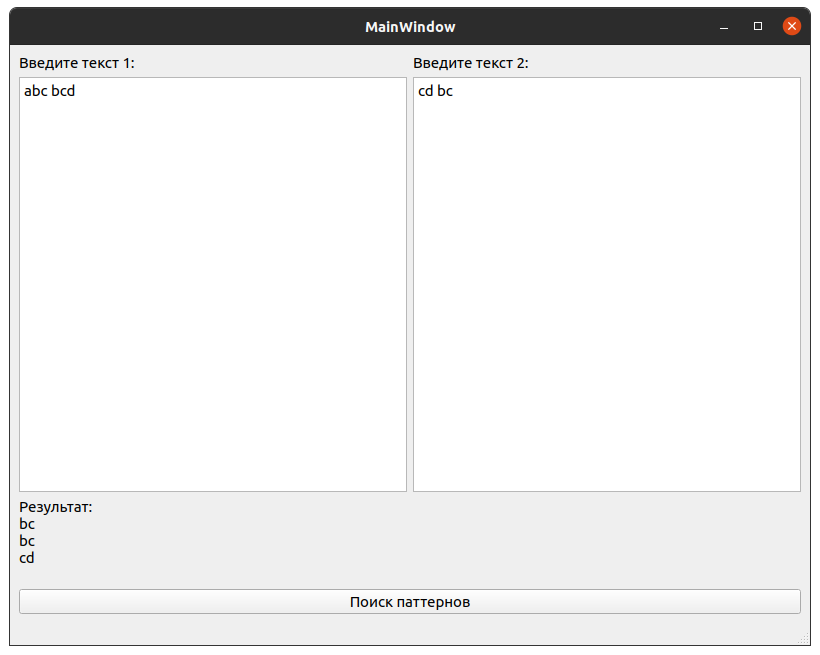 MainWindow
Введите текст 1:
Введите текст 2:
abc bcd
cd bc
Результат:
bc
bc
cd
Поиск паттернов